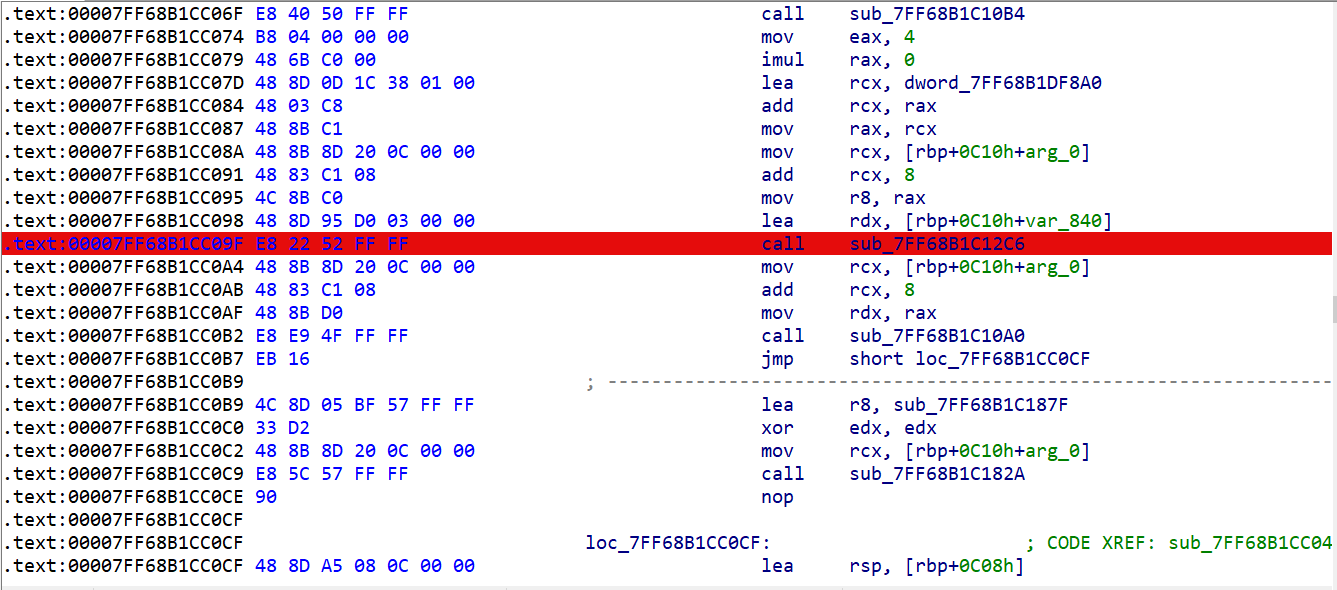 .text:00007FF68B1CC06F E8 40 50 FF FF call sub_7FF68B1C10B4
.text:00007FF68B1CC074 B8 04 00 00 00 mov eax, 4
.text:00007FF68B1CC079 48 6B C0 00 imul rax, 0
.text:00007FF68B1CC07D 48 8D 0D 1C 38 01 00 lea rcx, dword_7FF68B1DF8A0
.text:00007FF68B1CC084 48 03 C8 add rcx, rax
.text:00007FF68B1CC087 48 8B C1 mov rax, rcx
.text:00007FF68B1CC08A 48 8B 8D 20 0C 00 00 mov rcx, [rbp+0C10h+arg_0]
.text:00007FF68B1CC091 48 83 C1 08 add rcx, 8
.text:00007FF68B1CC095 4C 8B C0 mov r8, rax
.text:00007FF68B1CC098 48 8D 95 D0 03 00 00 lea rdx, [rbp+0C10h+var_840]
.text:00007FF68B1CC09F E8 22 52 FF FF call sub_7FF68B1C12C6
.text:00007FF68B1CC0A4 48 8B 8D 20 0C 00 00 mov rcx, [rbp+0C10h+arg_0]
.text:00007FF68B1CC0AB 48 83 C1 08 add rcx, 8
.text:00007FF68B1CC0AF 48 8B D0 mov rdx, rax
.text:00007FF68B1CC0B2 E8 E9 4F FF FF call sub_7FF68B1C10A0
.text:00007FF68B1CC0B7 EB 16 jmp short loc_7FF68B1CC0CF
.text:00007FF68B1CC0B9 ; ------------------------------------------------------------------
.text:00007FF68B1CC0B9 4C 8D 05 BF 57 FF FF lea r8, sub_7FF68B1C187F
.text:00007FF68B1CC0C0 33 D2 xor edx, edx
.text:00007FF68B1CC0C2 48 8B 8D 20 0C 00 00 mov rcx, [rbp+0C10h+arg_0]
.text:00007FF68B1CC0C9 E8 5C 57 FF FF call sub_7FF68B1C182A
.text:00007FF68B1CC0CE 90 nop
.text:00007FF68B1CC0CF
.text:00007FF68B1CC0CF loc_7FF68B1CC0CF: ; CODE XREF: sub_7FF68B1CC04
.text:00007FF68B1CC0CF 48 8D A5 08 0C 00 00 lea rsp, [rbp+0C08h]